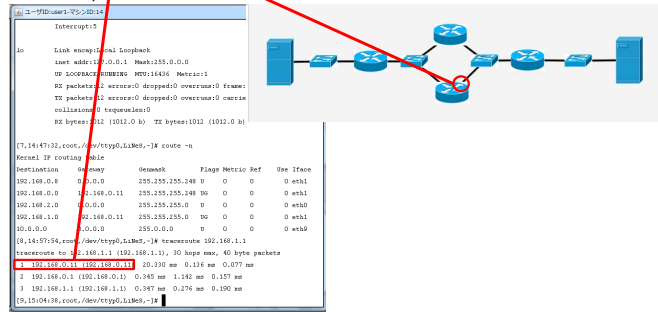 ユーザID:user1-マシンID:14
Interrupt:5
lo Link encap:Local Loopback
inet addr:127.0.0.1 Mask:255.0.0.0
UP LOOPBACK RUNNING MTU:16436 Metric:1
RX packets:12 errors:0 dropped:0 overruns:0 frame:
TX packets:12 errors:0 dropped:0 overruns:0 carrie
collisions:0 txqueuelen:0
RX bytes:1012 (1012.0 b) TX bytes:1012 (1012.0 b)
[7,14:47:32,root,/dev/ttyp0,LiNeS,~]# route -n
Kernel IP routing table
Destination Gateway Genmask Flags Metric Ref Use Iface
192.168.0.8 0.0.0.0 255.255.255.248 U 0 0 0 eth1
192.168.0.0 192.168.0.11 255.255.255.248 UG 0 0 0 eth1
192.168.2.0 0.0.0.0 255.255.255.0 U 0 0 0 eth0
192.168.1.0 192.168.0.11 255.255.255.0 UG 0 0 0 eth1
10.0.0.0 0.0.0.0 255.0.0.0 U 0 0 0 eth9
[8,14:57:54,root,/dev/ttyp0,LiNeS,~]# traceroute 192.168.1.1
traceroute to 192.168.1.1 (192.168.1.1), 30 hops max, 40 byte packets
1 192.168.0.11 (192.168.0.11) 20.330 ms 0.136 ms 0.077 ms
2 192.168.0.1 (192.168.0.1) 0.345 ms 1.142 ms 0.157 ms
3 192.168.1.1 (192.168.1.1) 0.347 ms 0.276 ms 0.190 ms
[9,15:04:38,root,/dev/ttyp0,LiNeS,~]#